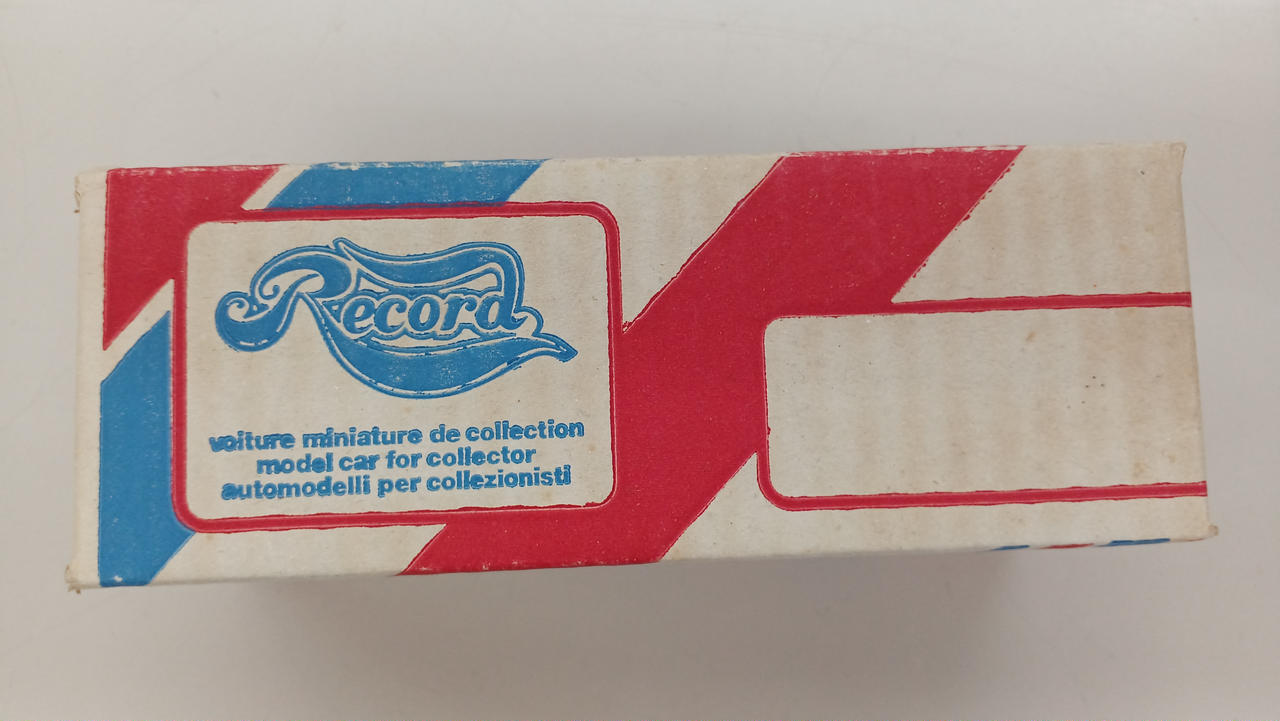 Record
voiture miniature de collection
model car for collector
automodelli per collezionisti